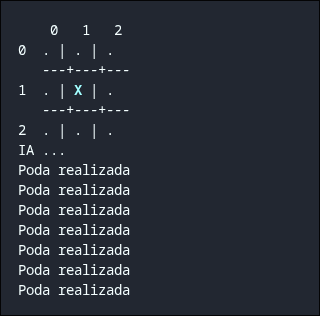 0   1   2
0  . | . | .
   ---+---+---
1  . | X | .
   ---+---+---
2  . | . | .
IA ...
Poda realizada
Poda realizada
Poda realizada
Poda realizada
Poda realizada
Poda realizada
Poda realizada